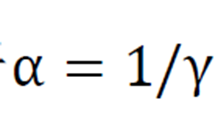 α = 1/γ